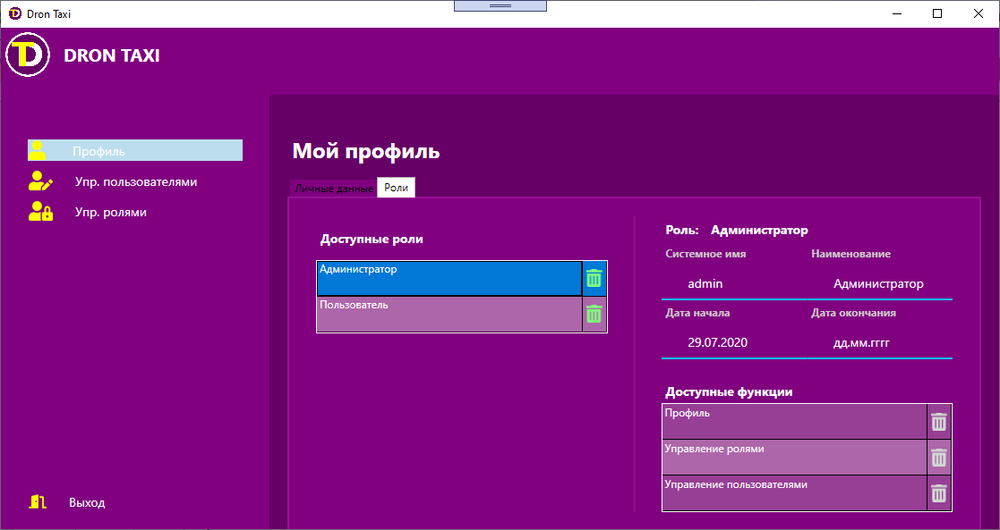 Dron Taxi
TD
DRON TAXI
Профиль
Упр. пользователями
Упр. ролями
Выход
Мой профиль
Личные данные
Роли
Доступные роли
Администратор
Пользователь
Роль: Администратор
Системное имя Наименование
admin Администратор
Дата начала Дата окончания
29.07.2020 дд.мм.гггг
Доступные функции
Профиль
Управление ролями
Управление пользователями